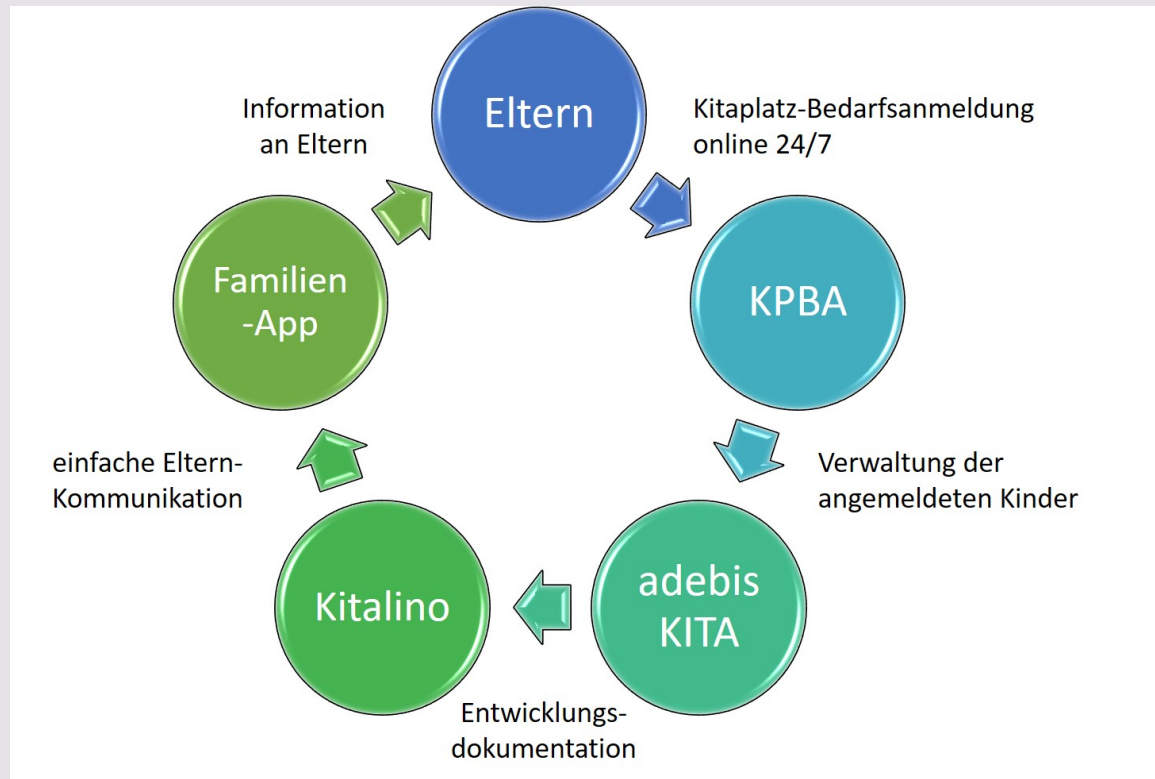 Eltern
Kitaplatz-Bedarfsanmeldung
online 24/7
KPBA
Verwaltung der
angemeldeten Kinder
adebis
KITA
Entwicklungs-
dokumentation
Kitalino
einfache Eltern-
Kommunikation
Familien
-App
Information
an Eltern